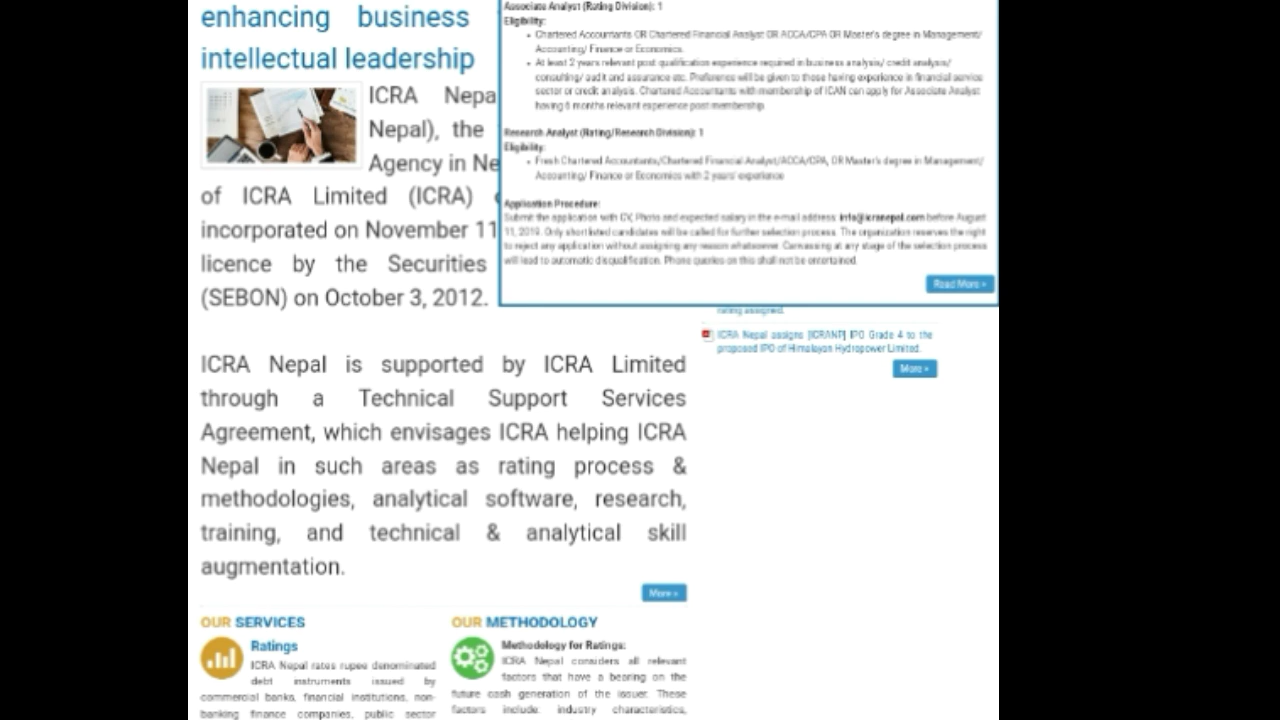 enhancing business
intellectual leadership
ICRA Nepa
Nepal), the
Agency in Ne
of ICRA Limited (ICRA)
incorporated on November 11
licence by the Securities
(SEBON) on October 3, 2012.
ICRA Nepal is supported by ICRA Limited
through a Technical Support Services
Agreement, which envisages ICRA helping ICRA
Nepal in such areas as rating process &
methodologies, analytical software, research,
training, and technical & analytical skill
augmentation.
More »
Associate Analyst (Rating Division): 1
Eligibility:
• Chartered Accountants OR Chartered Financial Analyst OR ACCA/CPA OR Master's degree in Management/
Accounting/ Finance or Economics.
• At least 2 years relevant post qualification experience required in business analysis/ credit analysis/
consulting/ audit and assurance etc. Preference will be given to those having experience in financial service
sector or credit analysis. Chartered Accountants with membership of ICAN can apply for Associate Analyst
having 6 months relevant experience post membership.
Research Analyst (Rating/Research Division): 1
Eligibility:
• Fresh Chartered Accountants/Chartered Financial Analyst/ACCA/CPA, OR Master's degree in Management/
Accounting/ Finance or Economics with 2 years' experience
Application Procedure:
Submit the application with CV, Photo and expected salary in the e-mail address: info@icranepal.com before August
11, 2019. Only shortlisted candidates will be called for further selection process. The organization reserves the right
to reject any application without assigning any reason whatsoever. Canvassing at any stage of the selection process
will lead to automatic disqualification. Phone queries on this shall not be entertained.
Read More »
rating assigned.
ICRA Nepal assigns [ICRANP] IPO Grade 4 to the
proposed IPO of Himalayan Hydropower Limited.
More »
OUR SERVICES
Ratings
ICRA Nepal rates rupee denominated
debt instruments issued by
commercial banks, financial institutions, non-
banking finance companies, public sector
OUR METHODOLOGY
Methodology for Ratings:
ICRA Nepal considers all relevant
factors that have a bearing on the
future cash generation of the issuer. These
factors include: industry characteristics,